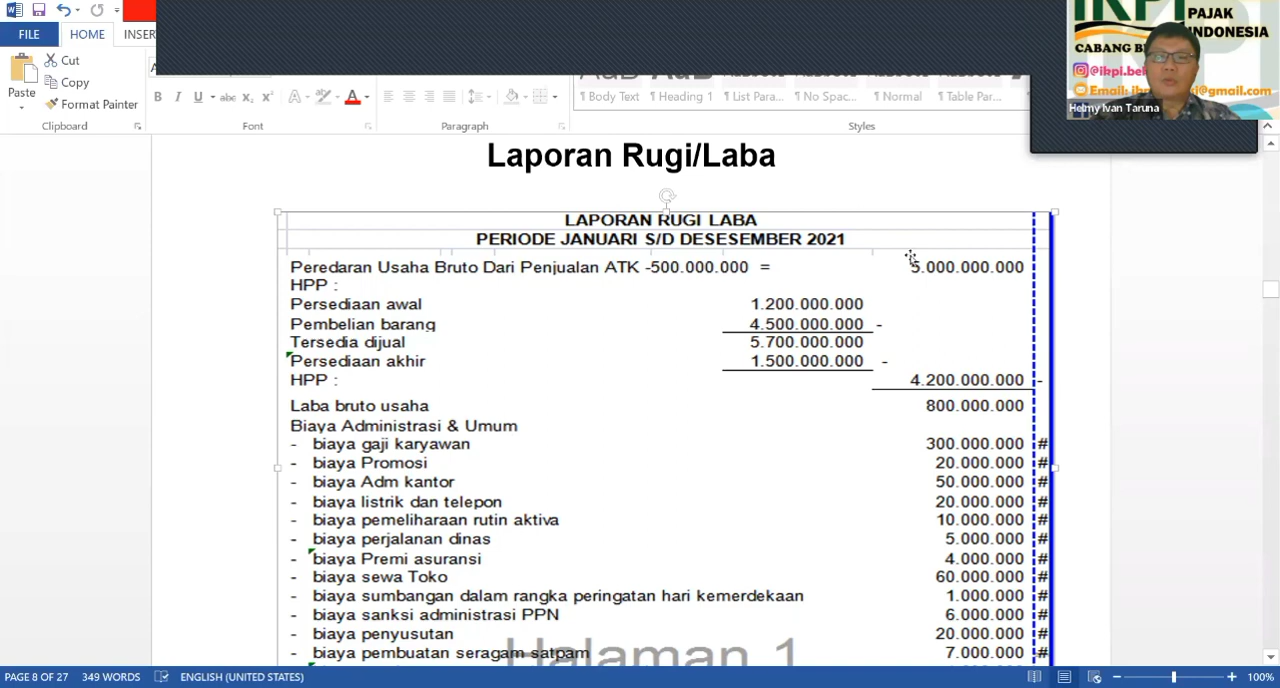 FILE HOME INSER
Cut
Copy
Paste Format Painter
B I U abc X₂ X² A A
¶ Body Text ¶ Heading 1 ¶ List Para... ¶ No Spac... ¶ Normal ¶ Table Par...
Clipboard Font Paragraph Styles
PAJAK
INDONESIA
CABANG B
@ikpi.be
Email: ik
@gmail.com
Helmy Ivan Taruna
Laporan Rugi/Laba
LAPORAN RUGI LABA
PERIODE JANUARI S/D DESESEMBER 2021
Peredaran Usaha Bruto Dari Penjualan ATK -500.000.000 = 5.000.000.000
HPP :
Persediaan awal 1.200.000.000
Pembelian barang 4.500.000.000 -
Tersedia dijual 5.700.000.000
Persediaan akhir 1.500.000.000 -
HPP : 4.200.000.000 -
Laba bruto usaha 800.000.000
Biaya Administrasi & Umum
- biaya gaji karyawan 300.000.000 #
- biaya Promosi 20.000.000 #
- biaya Adm kantor 50.000.000 #
- biaya listrik dan telepon 20.000.000 #
- biaya pemeliharaan rutin aktiva 10.000.000 #
- biaya perjalanan dinas 5.000.000 #
- biaya Premi asuransi 4.000.000 #
- biaya sewa Toko 60.000.000 #
- biaya sumbangan dalam rangka peringatan hari kemerdekaan 1.000.000 #
- biaya sanksi administrasi PPN 6.000.000 #
- biaya penyusutan 20.000.000 #
- biaya pembuatan seragam satpam 7.000.000 #
Halaman 1
PAGE 8 OF 27 349 WORDS ENGLISH (UNITED STATES) 100%